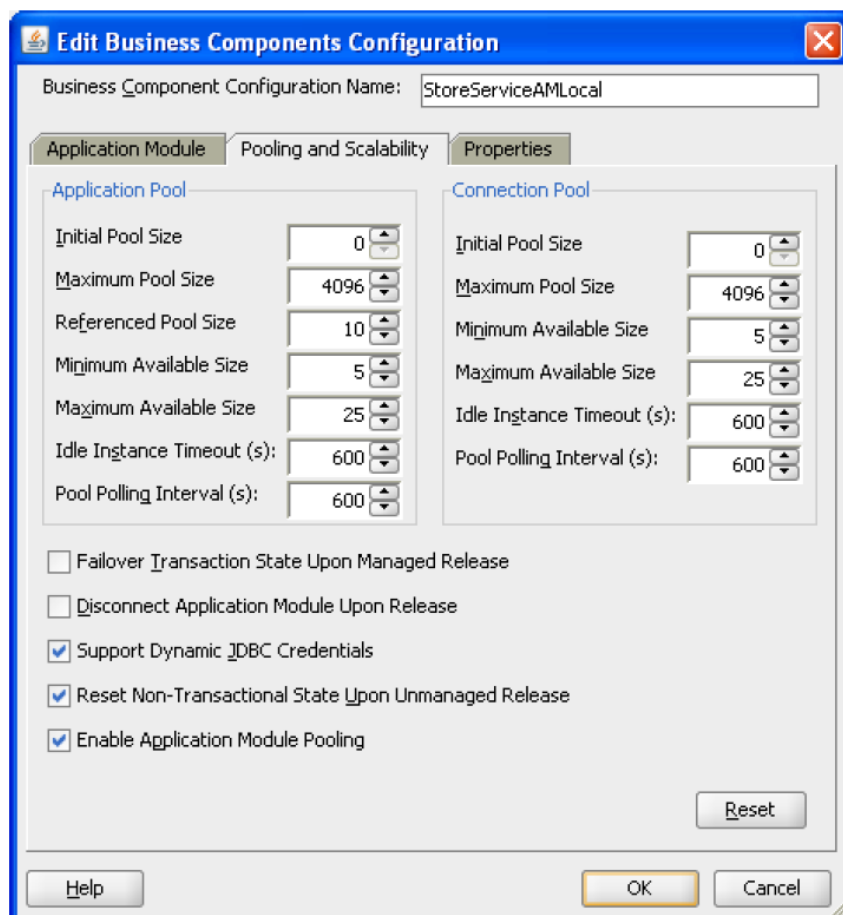 Edit Business Components Configuration
Business Component Configuration Name: StoreServiceAMLocal
Application Module Pooling and Scalability Properties
Application Pool
Initial Pool Size 0
Maximum Pool Size 4096
Referenced Pool Size 10
Minimum Available Size 5
Maximum Available Size 25
Idle Instance Timeout (s): 600
Pool Polling Interval (s): 600
Connection Pool
Initial Pool Size 0
Maximum Pool Size 4096
Minimum Available Size 5
Maximum Available Size 25
Idle Instance Timeout (s): 600
Pool Polling Interval (s): 600
Failover Transaction State Upon Managed Release
Disconnect Application Module Upon Release
Support Dynamic JDBC Credentials
Reset Non-Transactional State Upon Unmanaged Release
Enable Application Module Pooling
Reset
Help OK Cancel